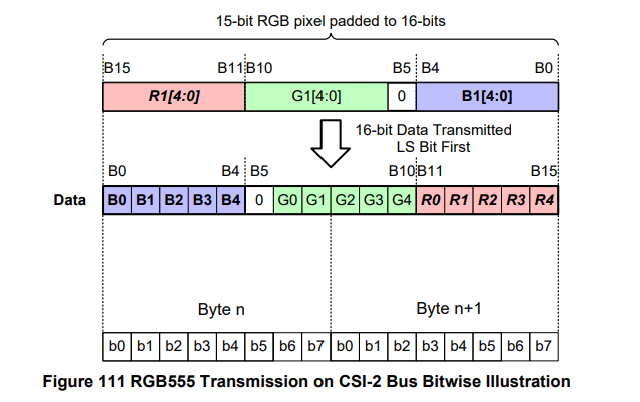 15-bit RGB pixel padded to 16-bits
B15 B11 B10 B5 B4 B0
R1[4:0] G1[4:0] 0 B1[4:0]
16-bit Data Transmitted
LS Bit First
B0 B4 B5 B10 B11 B15
Data B0 B1 B2 B3 B4 0 G0 G1 G2 G3 G4 R0 R1 R2 R3 R4
Byte n Byte n+1
b0 b1 b2 b3 b4 b5 b6 b7 b0 b1 b2 b3 b4 b5 b6 b7
Figure 111 RGB555 Transmission on CSI-2 Bus Bitwise Illustration